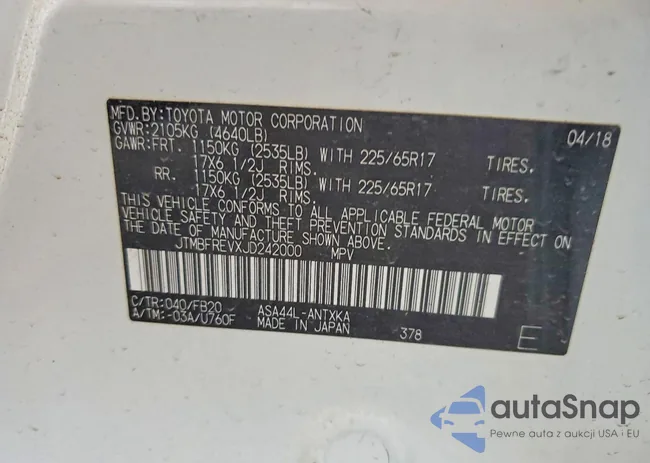 MFD.BY:TOYOTA MOTOR CORPORATION 04/18
GVWR:2105KG (4640LB)
GAWR:FRT. 1150KG (2535LB) WITH 225/65R17 TIRES.
17X6 1/2J RIMS.
RR. 1150KG (2535LB) WITH 225/65R17 TIRES.
17X6 1/2J RIMS.
THIS VEHICLE CONFORMS TO ALL APPLICABLE FEDERAL MOTOR
VEHICLE SAFETY AND THEFT PREVENTION STANDARDS IN EFFECT ON
THE DATE OF MANUFACTURE SHOWN ABOVE.
JTMBFREVXJD242000 MPV
C/TR:040/FB20 ASA44L-ANTXKA
A/TM:-03A/U760F MADE IN JAPAN 378 E
autaSnap
Pewne auta z aukcji USA i EU